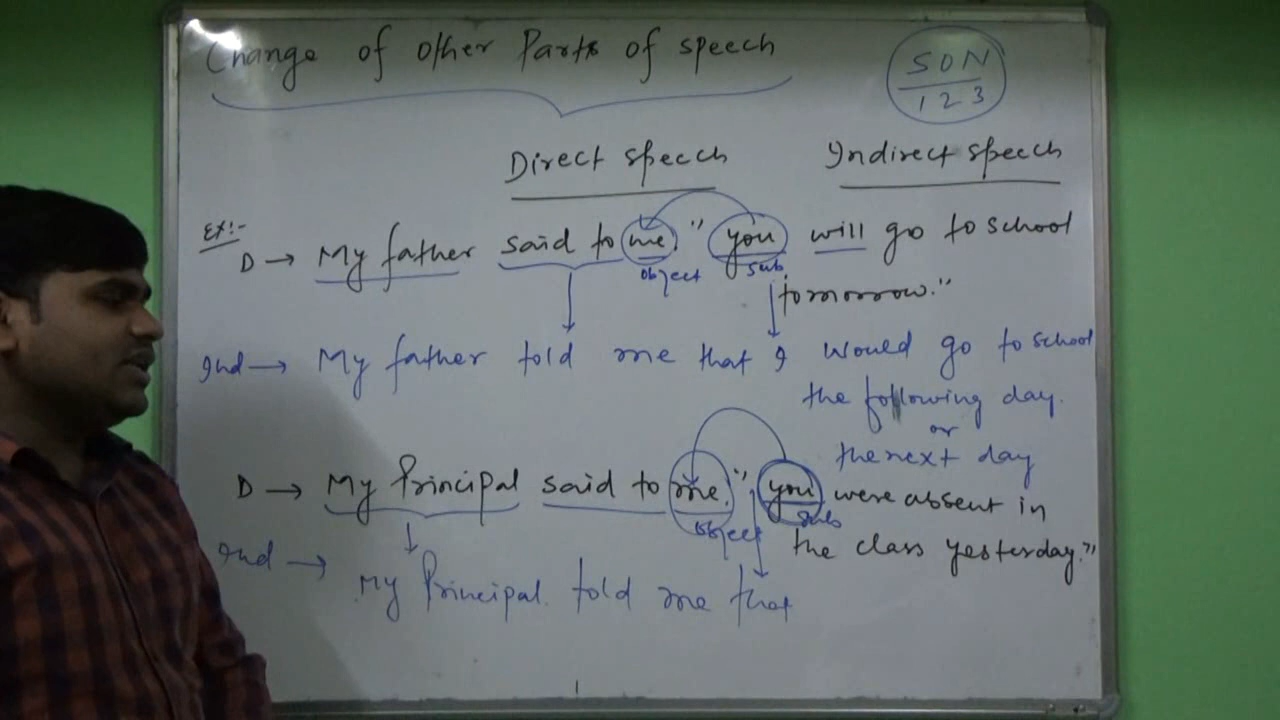 Change of other Parts of speech
SON
1 2 3
Direct speech Indirect speech
Ex:-
D → My father said to me." you will go to school
object sub.
tomorrow."
Ind → My father told me that I would go to school
the following day.
or
the next day
D → My Principal said to me." you were absent in
object sub
the class yesterday."
Ind →
My Principal. told me that